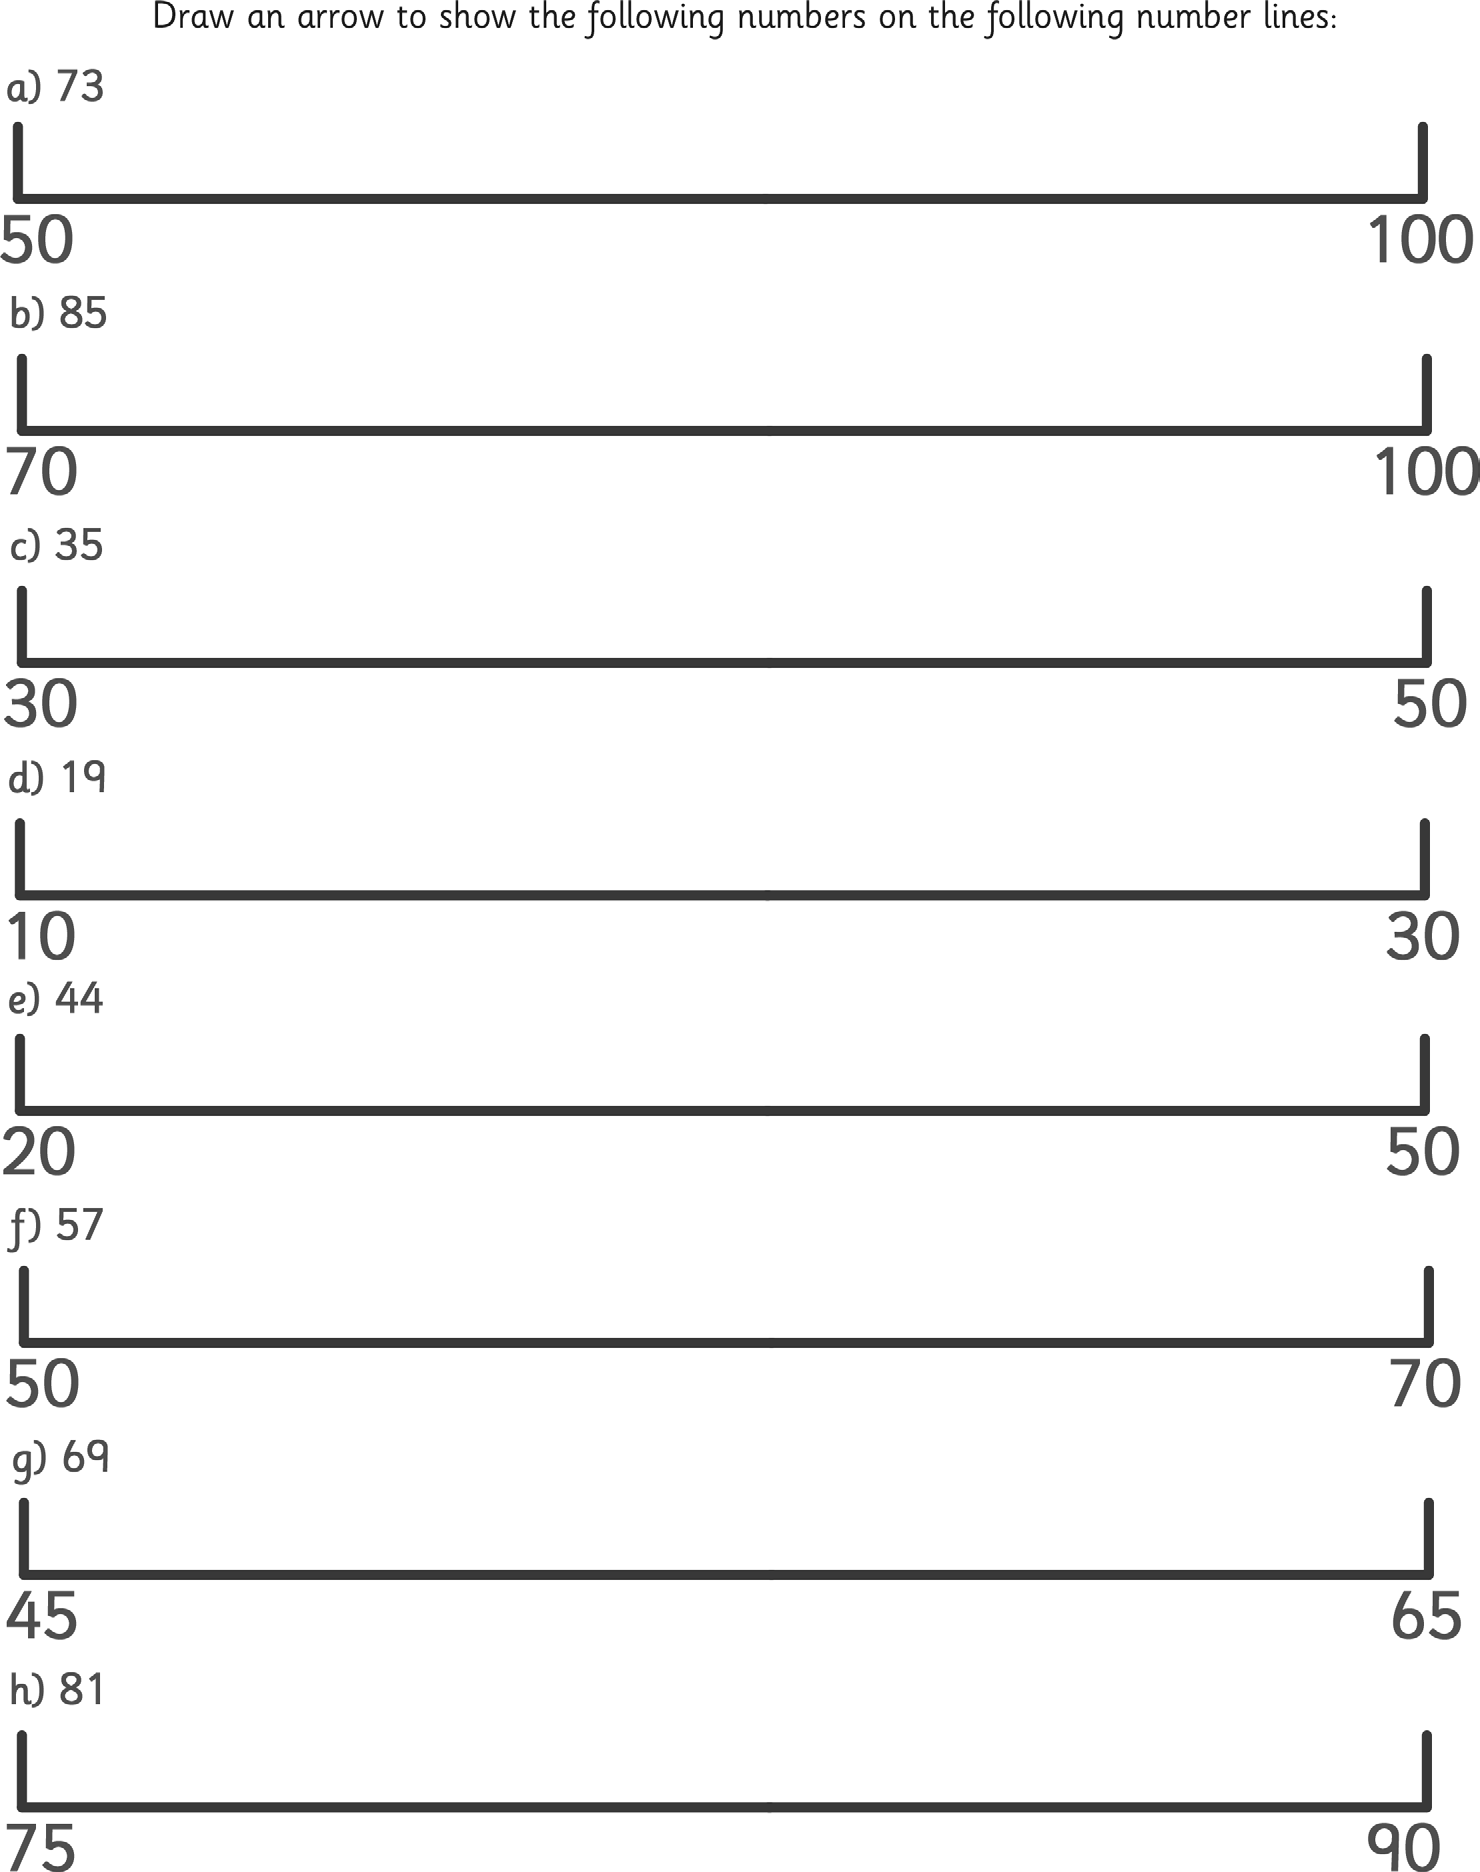 Draw an arrow to show the following numbers on the following number lines:
a) 73
50 100
b) 85
70 100
c) 35
30 50
d) 19
10 30
e) 44
20 50
f) 57
50 70
g) 69
45 65
h) 81
75 90